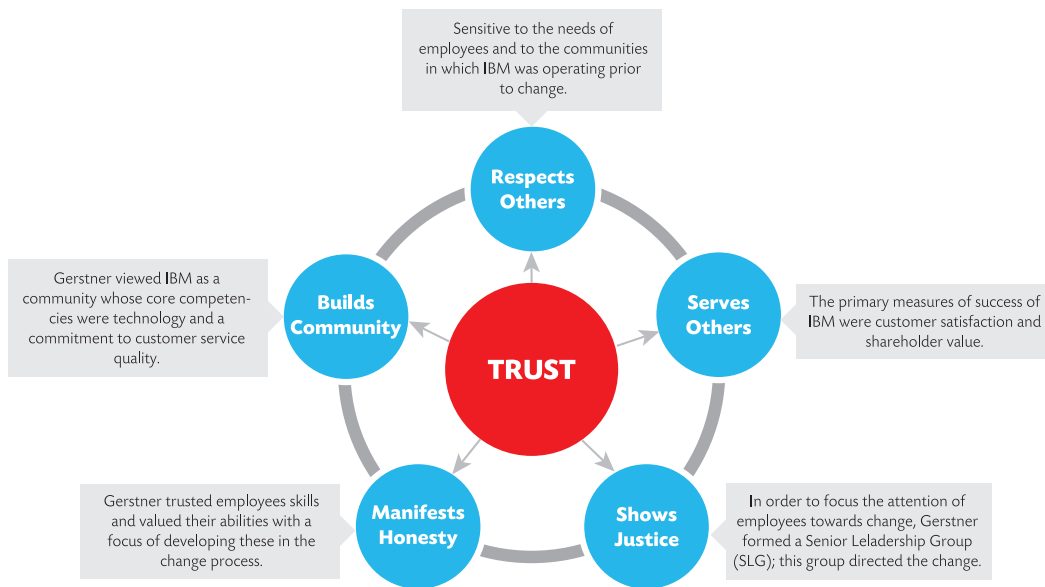 Sensitive to the needs of
employees and to the communities
in which IBM was operating prior
to change.
Respects
Others
Gerstner viewed IBM as a
community whose core competen-
cies were technology and a
commitment to customer service
quality.
Builds
Community
Serves
Others
The primary measures of success of
IBM were customer satisfaction and
shareholder value.
TRUST
Gerstner trusted employees skills
and valued their abilities with a
focus of developing these in the
change process.
Manifests
Honesty
Shows
Justice
In order to focus the attention of
employees towards change, Gerstner
formed a Senior Leladership Group
(SLG); this group directed the change.